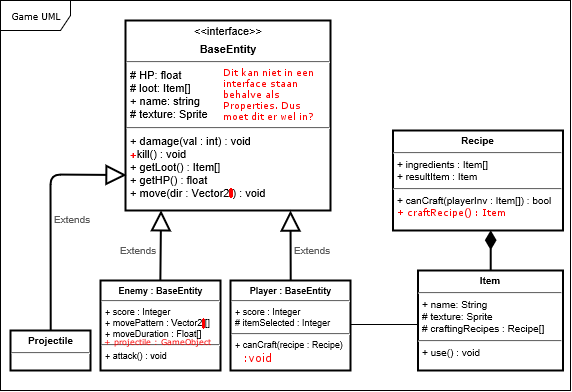 Game UML
<<interface>>
BaseEntity
# HP: float
# loot: Item[]
+ name: string
# texture: Sprite
Dit kan niet in een
interface staan
behalve als
Properties. Dus
moet dit er wel in?
+ damage(val : int) : void
+kill() : void
+ getLoot() : Item[]
+ getHP() : float
+ move(dir : Vector2) : void
Recipe
+ ingredients : Item[]
+ resultItem : Item
+ canCraft(playerInv : Item[]) : bool
+ craftRecipe() : Item
Extends
Extends
Extends
Enemy : BaseEntity
+ score : Integer
+ movePattern : Vector2[]
+ moveDuration : Float[]
+ projectile : GameObject
+ attack() : void
Player : BaseEntity
+ score : Integer
# itemSelected : Integer
+ canCraft(recipe : Recipe)
: void
Item
+ name: String
# texture: Sprite
# craftingRecipes : Recipe[]
+ use() : void
Projectile